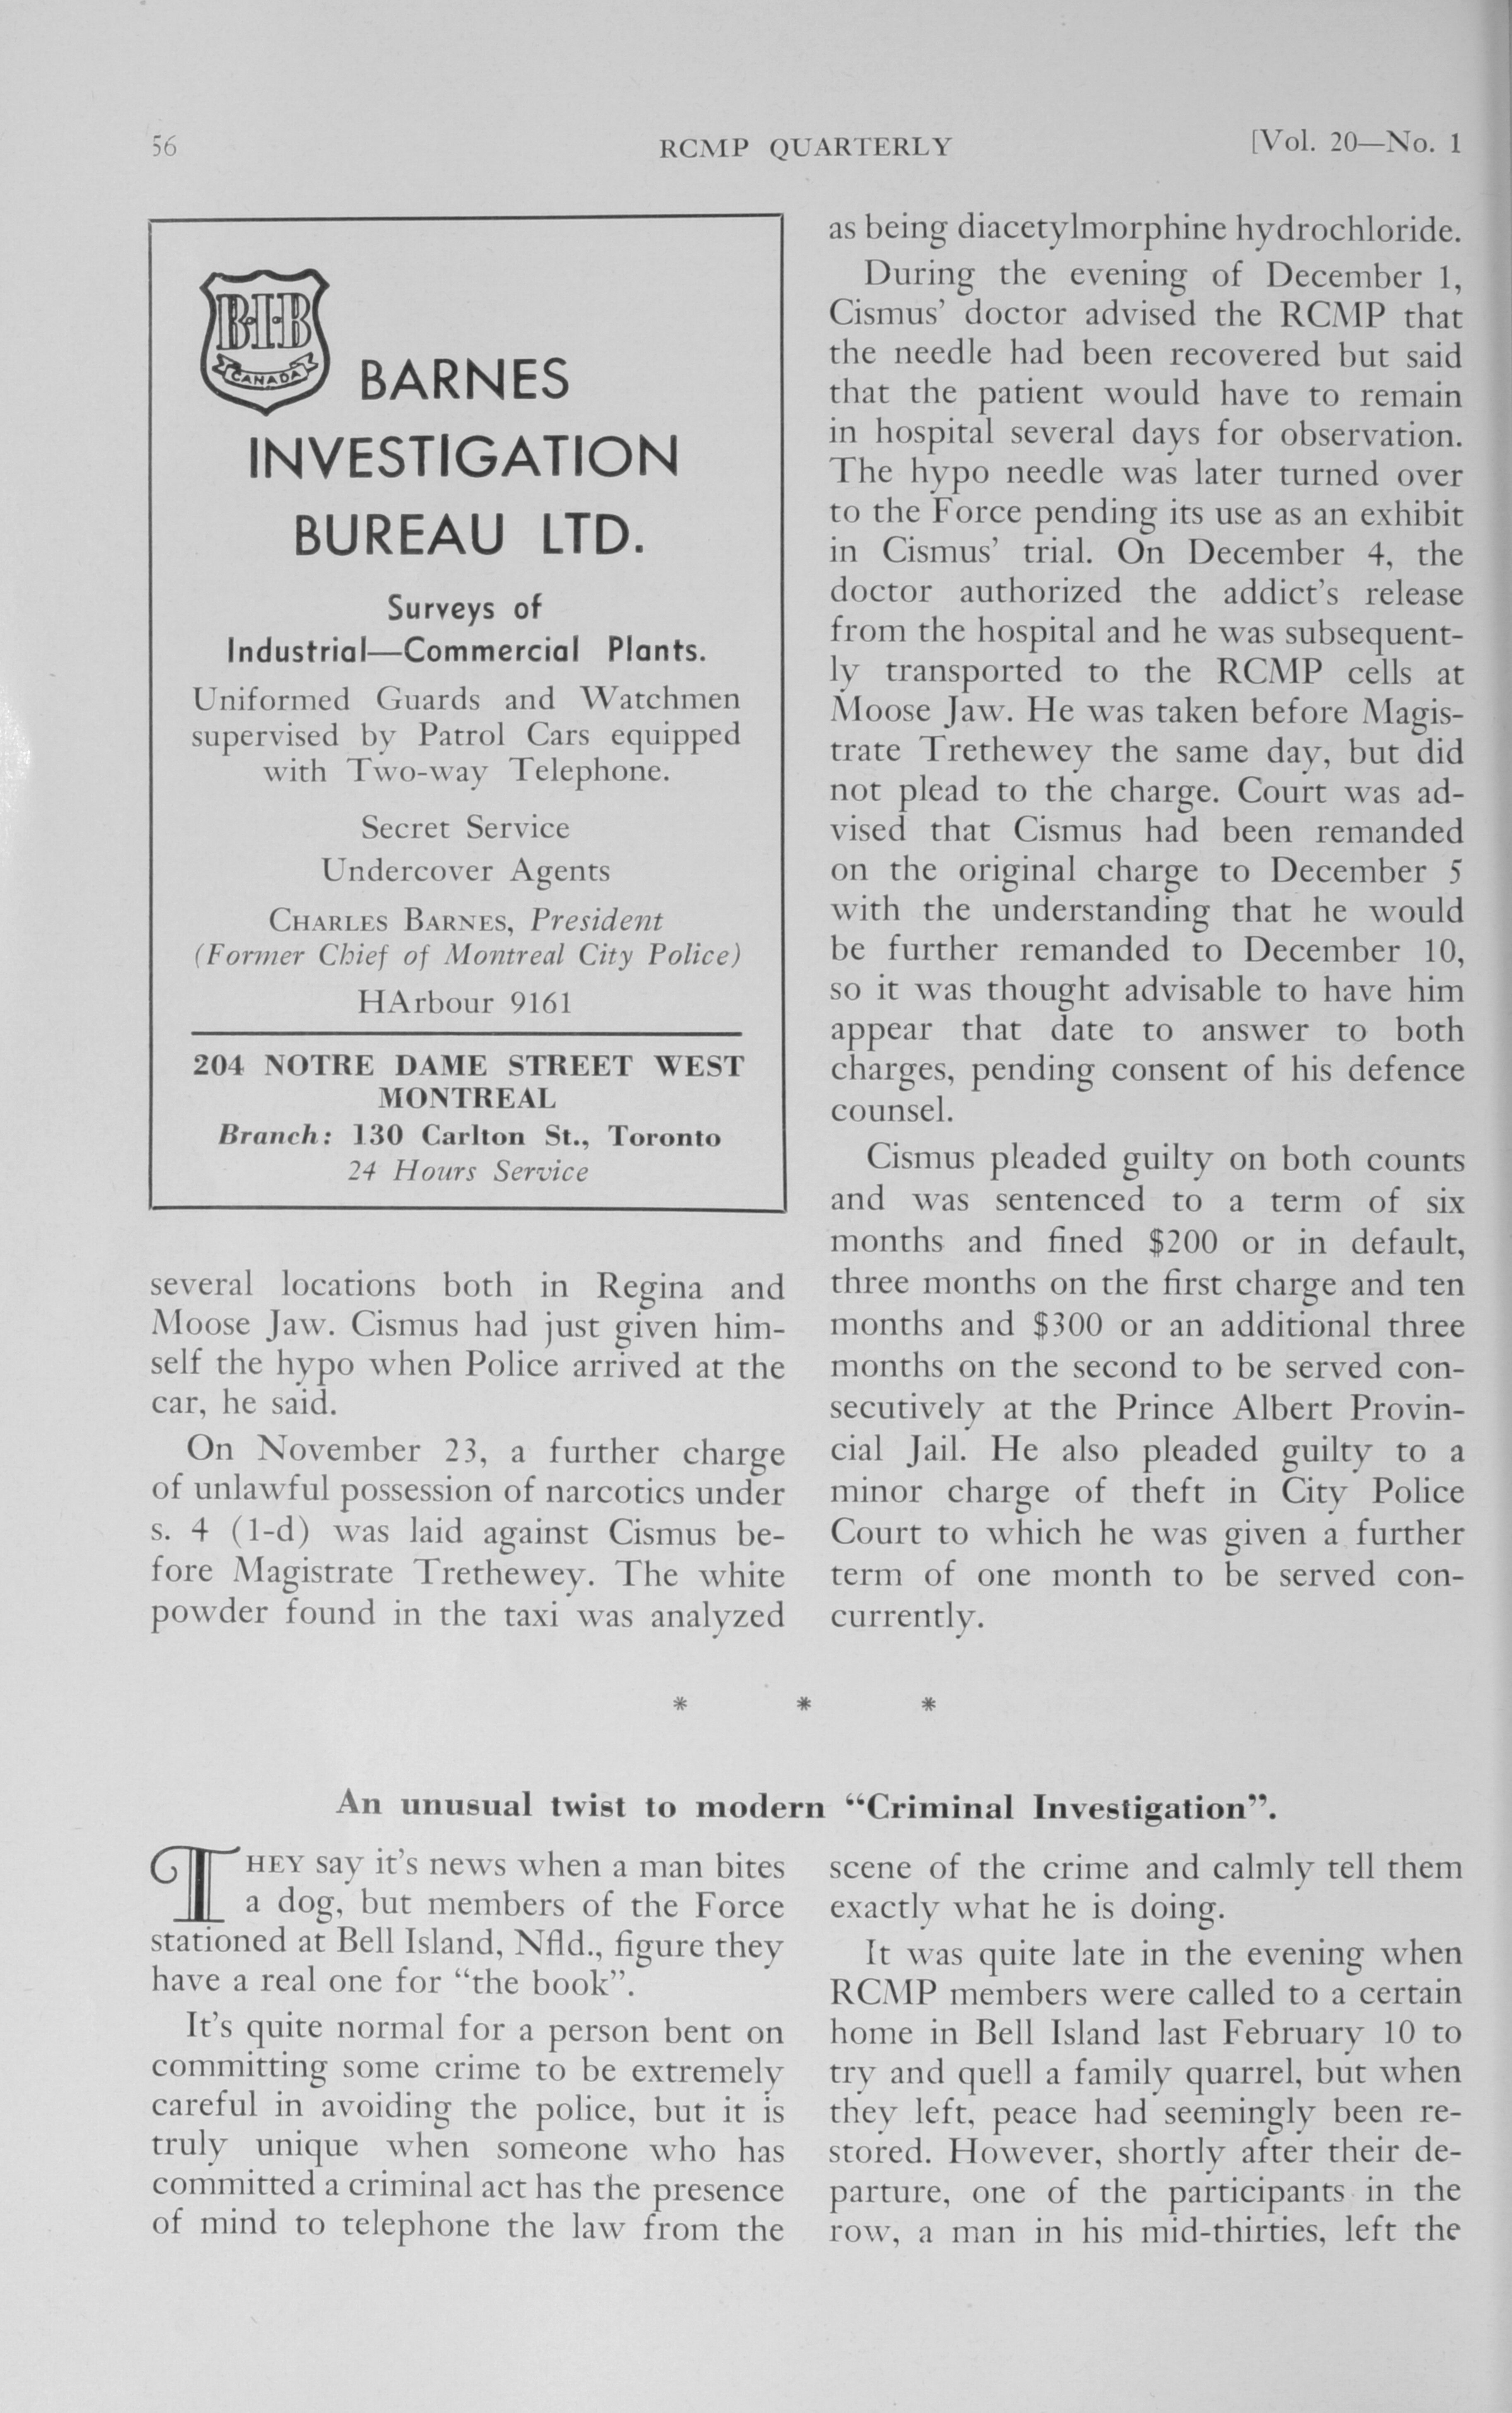 56
RCMP QUARTERLY
[Vol. 20—No. 1
B·I·B
CANADA
BARNES
INVESTIGATION
BUREAU LTD.
Surveys of
Industrial—Commercial Plants.
Uniformed Guards and Watchmen
supervised by Patrol Cars equipped
with Two-way Telephone.
Secret Service
Undercover Agents
CHARLES BARNES, President
(Former Chief of Montreal City Police)
HArbour 9161
204 NOTRE DAME STREET WEST
MONTREAL
Branch: 130 Carlton St., Toronto
24 Hours Service
several locations both in Regina and
Moose Jaw. Cismus had just given him-
self the hypo when Police arrived at the
car, he said.
On November 23, a further charge
of unlawful possession of narcotics under
s. 4 (1-d) was laid against Cismus be-
fore Magistrate Trethewey. The white
powder found in the taxi was analyzed
as being diacetylmorphine hydrochloride.
During the evening of December 1,
Cismus' doctor advised the RCMP that
the needle had been recovered but said
that the patient would have to remain
in hospital several days for observation.
The hypo needle was later turned over
to the Force pending its use as an exhibit
in Cismus' trial. On December 4, the
doctor authorized the addict's release
from the hospital and he was subsequent-
ly transported to the RCMP cells at
Moose Jaw. He was taken before Magis-
trate Trethewey the same day, but did
not plead to the charge. Court was ad-
vised that Cismus had been remanded
on the original charge to December 5
with the understanding that he would
be further remanded to December 10,
so it was thought advisable to have him
appear that date to answer to both
charges, pending consent of his defence
counsel.
Cismus pleaded guilty on both counts
and was sentenced to a term of six
months and fined $200 or in default,
three months on the first charge and ten
months and $300 or an additional three
months on the second to be served con-
secutively at the Prince Albert Provin-
cial Jail. He also pleaded guilty to a
minor charge of theft in City Police
Court to which he was given a further
term of one month to be served con-
currently.
* * *
An unusual twist to modern “Criminal Investigation”.
THEY say it's news when a man bites
a dog, but members of the Force
stationed at Bell Island, Nfld., figure they
have a real one for “the book”.
It's quite normal for a person bent on
committing some crime to be extremely
careful in avoiding the police, but it is
truly unique when someone who has
committed a criminal act has the presence
of mind to telephone the law from the
scene of the crime and calmly tell them
exactly what he is doing.
It was quite late in the evening when
RCMP members were called to a certain
home in Bell Island last February 10 to
try and quell a family quarrel, but when
they left, peace had seemingly been re-
stored. However, shortly after their de-
parture, one of the participants in the
row, a man in his mid-thirties, left the